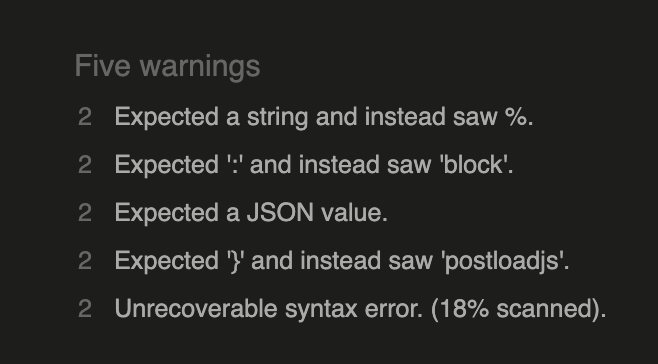 Five warnings
2 Expected a string and instead saw %.
2 Expected ':' and instead saw 'block'.
2 Expected a JSON value.
2 Expected '}' and instead saw 'postloadjs'.
2 Unrecoverable syntax error. (18% scanned).